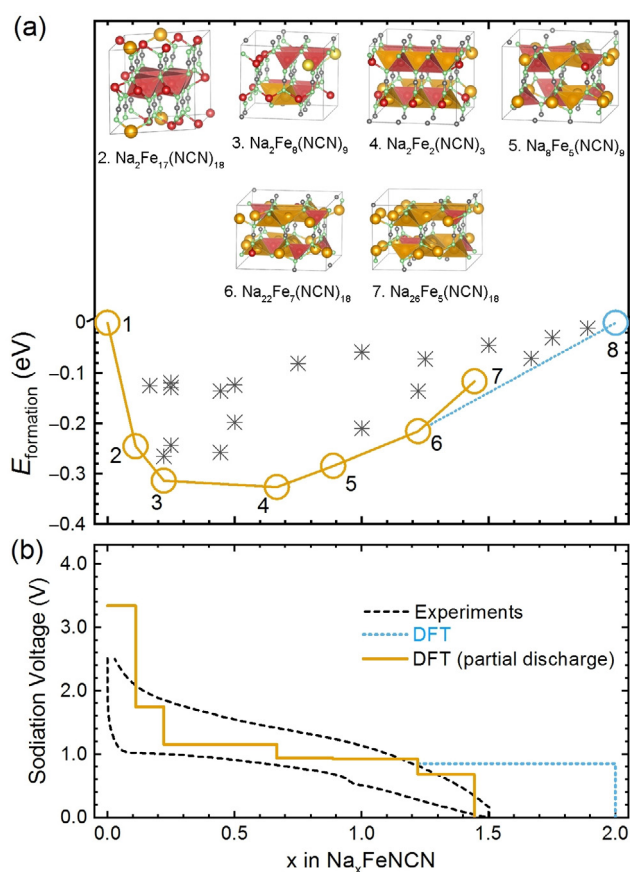 (a)
2. Na₂Fe₁₇(NCN)₁₈
3. Na₂Fe₈(NCN)₉
4. Na₂Fe₂(NCN)₃
5. Na₈Fe₅(NCN)₉
6. Na₂₂Fe₇(NCN)₁₈
7. Na₂₆Fe₅(NCN)₁₈
E formation (eV)
0
−0.1
−0.2
−0.3
−0.4
1
2
3
4
5
6
7
8
(b)
Sodiation Voltage (V)
4.0
3.0
2.0
1.0
0.0
Experiments
DFT
DFT (partial discharge)
0.0 0.5 1.0 1.5 2.0
x in NaₓFeNCN